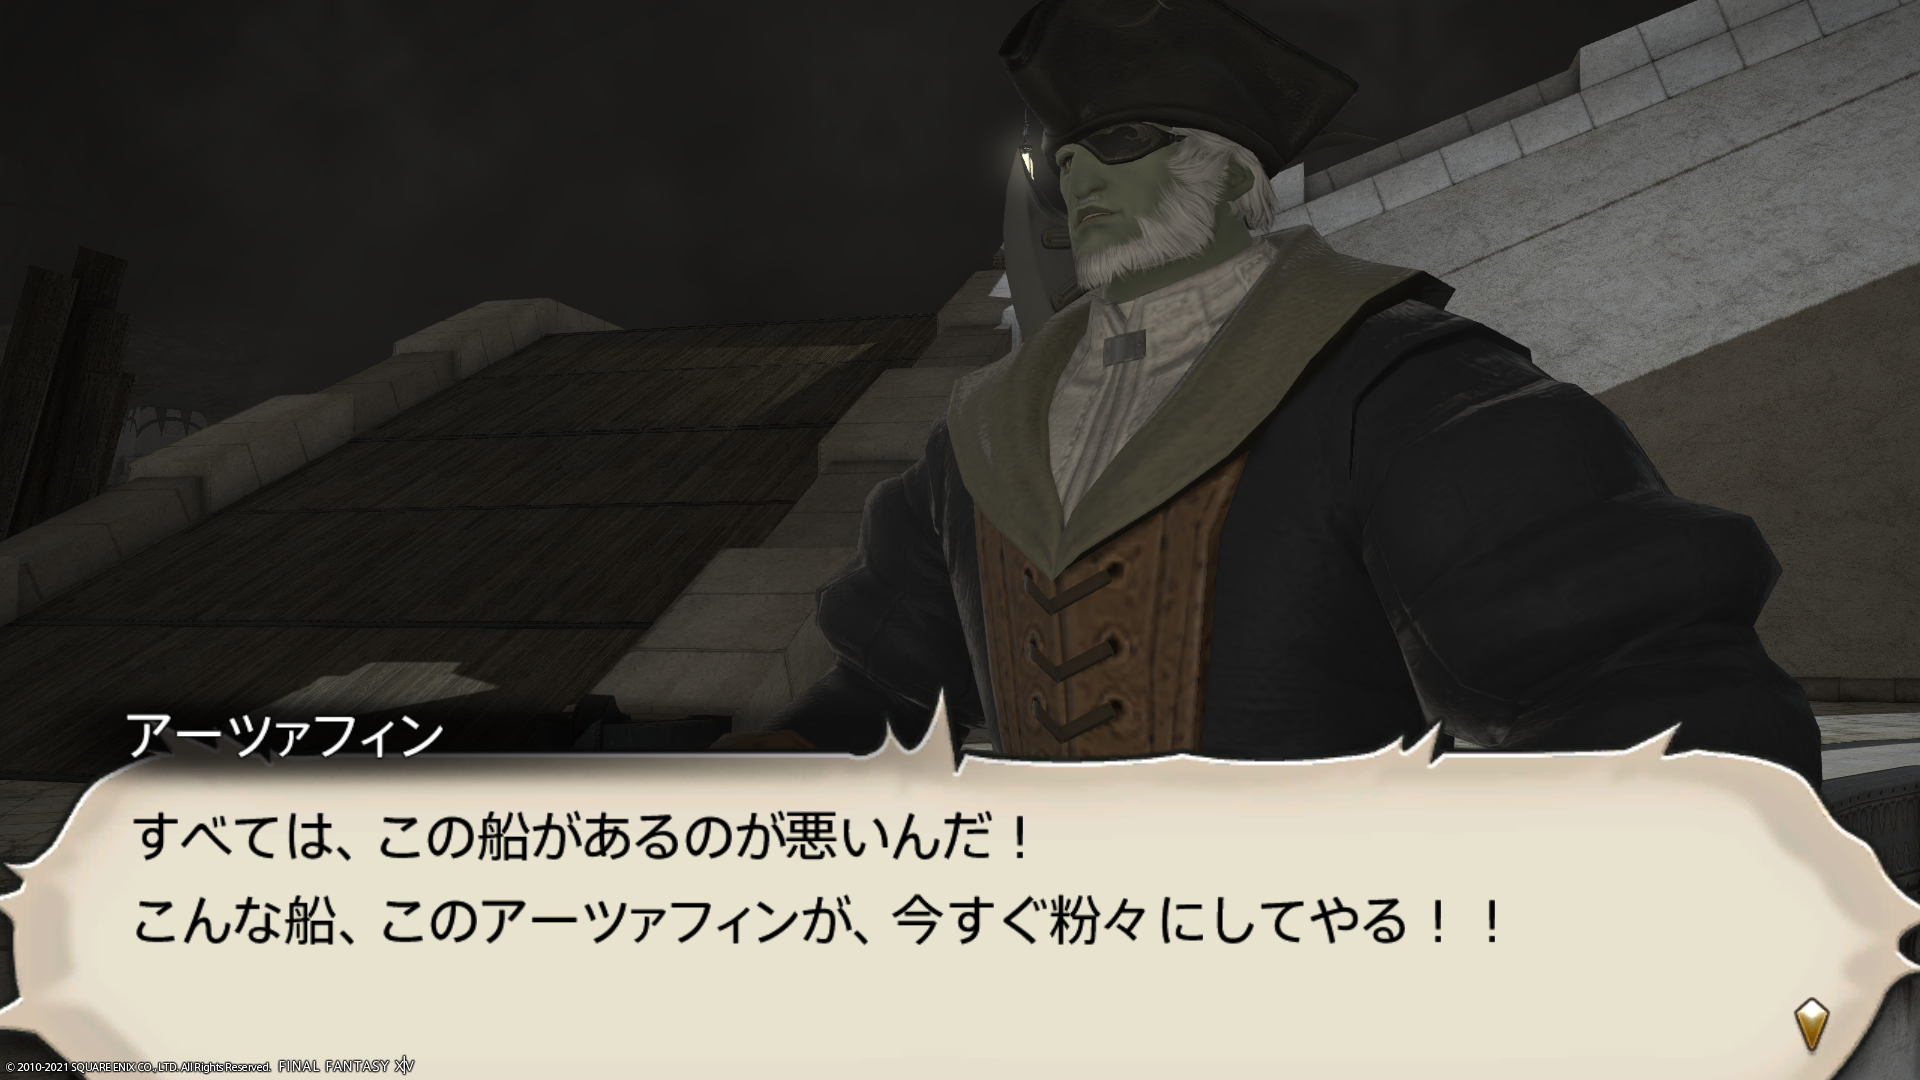 アーツァフィン
すべては、この船があるのが悪いんだ！
こんな船、このアーツァフィンが、今すぐ粉々にしてやる！！
© 2010-2021 SQUARE ENIX CO., LTD. All Rights Reserved. FINAL FANTASY XIV